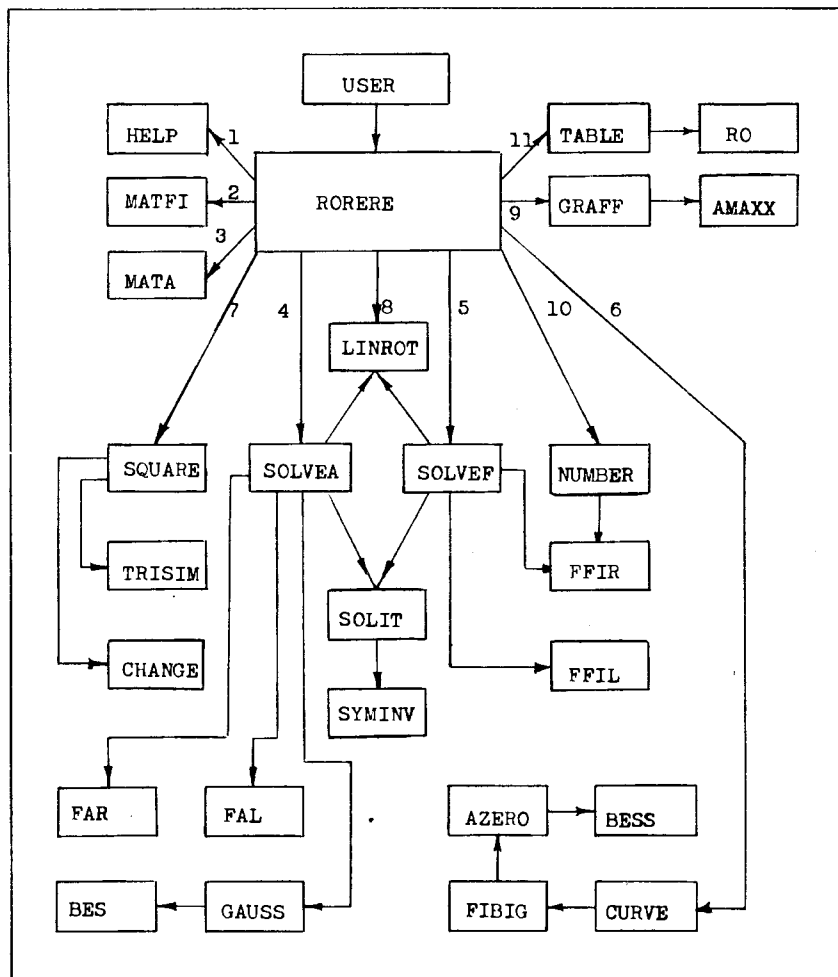 USER
HELP
1
11
TABLE
RO
MATFI
2
RORERE
9
GRAFF
AMAXX
3
MATA
7
4
8
5
10
6
LINROT
SQUARE
SOLVEA
SOLVEF
NUMBER
TRISIM
FFIR
SOLIT
CHANGE
FFIL
SYMINV
FAR
FAL
AZERO
BESS
BES
GAUSS
FIBIG
CURVE